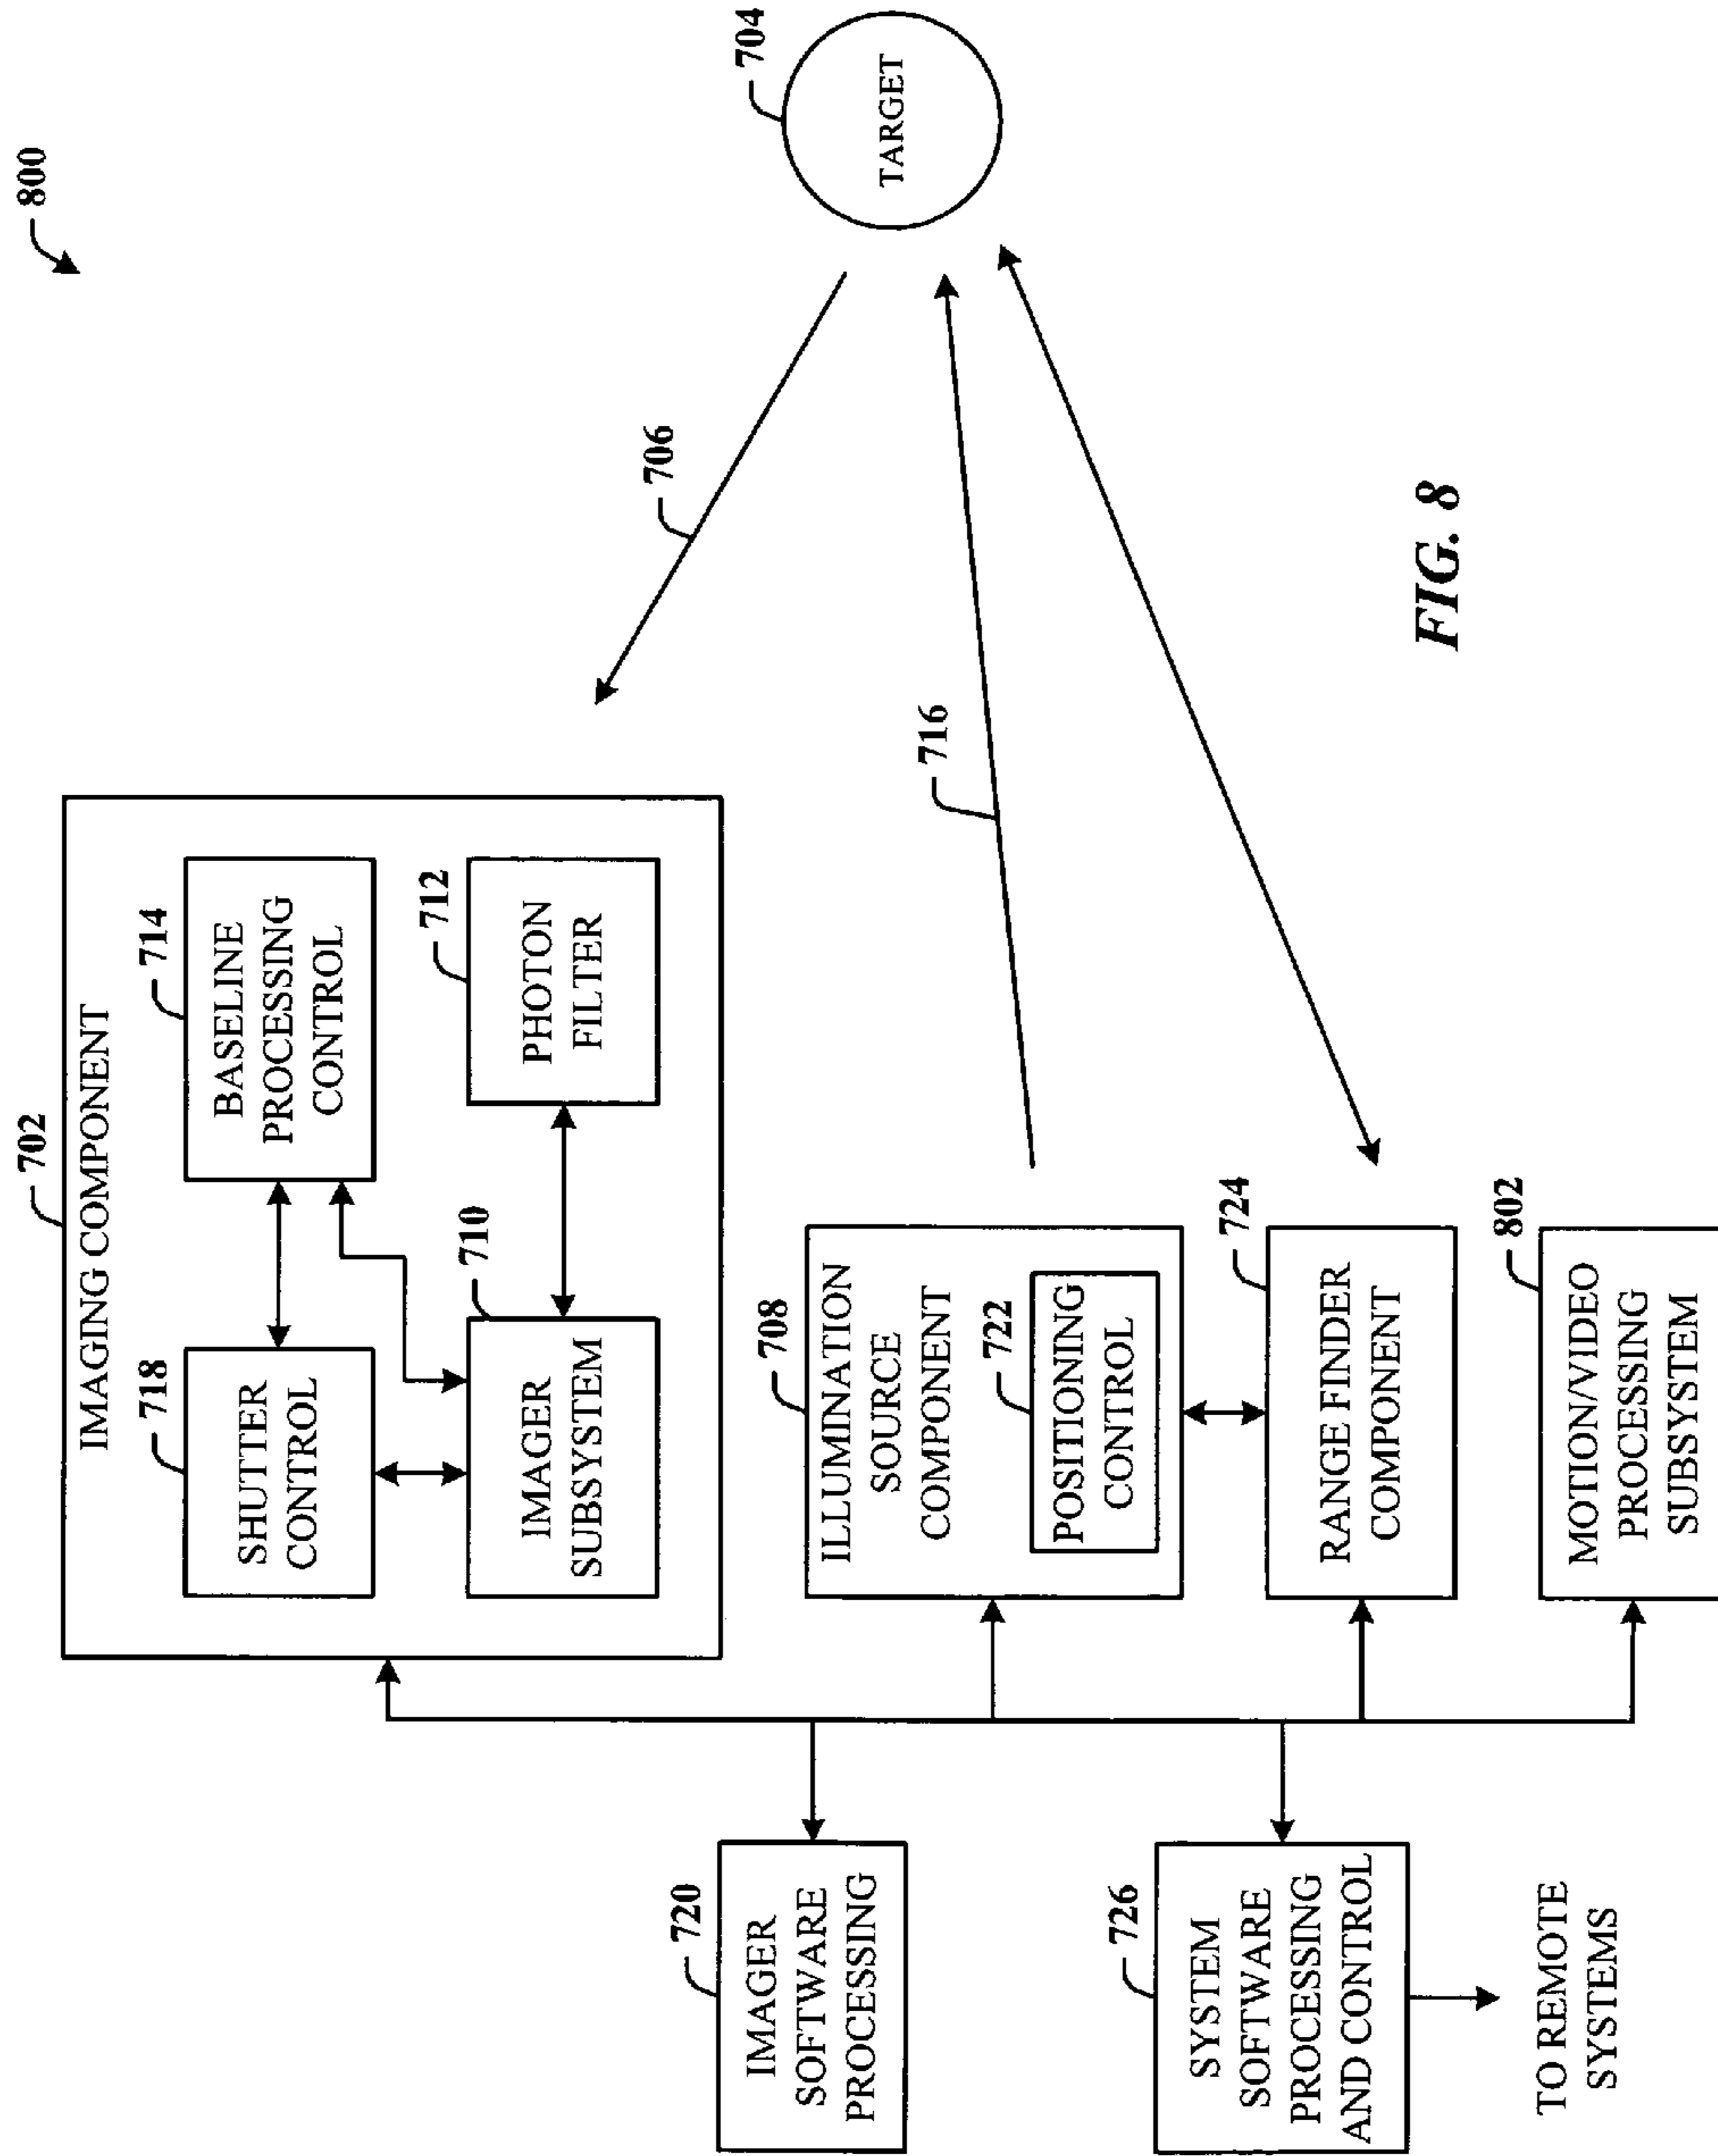 800
702
IMAGING COMPONENT
718
SHUTTER
CONTROL
714
BASELINE
PROCESSING
CONTROL
710
IMAGER
SUBSYSTEM
712
PHOTON
FILTER
706
704
TARGET
716
720
IMAGER
SOFTWARE
PROCESSING
708
ILLUMINATION
SOURCE
COMPONENT
722
POSITIONING
CONTROL
724
RANGE FINDER
COMPONENT
726
SYSTEM
SOFTWARE
PROCESSING
AND CONTROL
TO REMOTE
SYSTEMS
802
MOTION/VIDEO
PROCESSING
SUBSYSTEM
FIG. 8